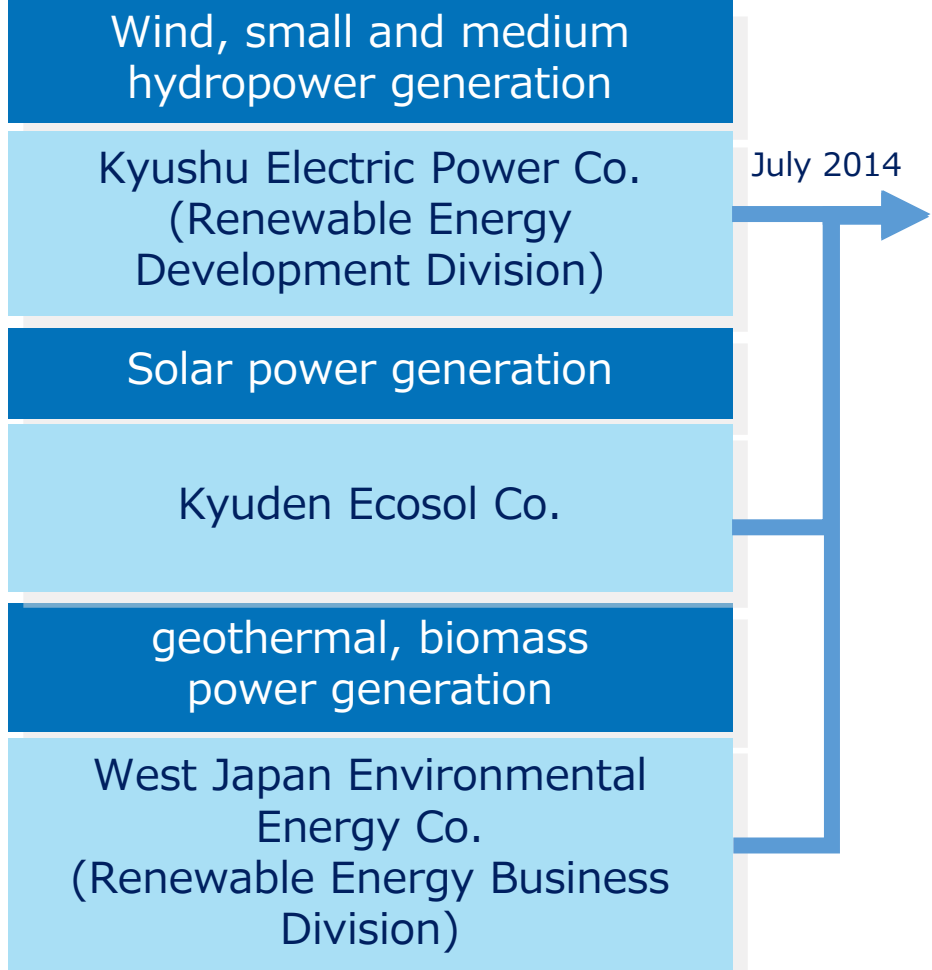 Wind, small and medium
hydropower generation
Kyushu Electric Power Co.
(Renewable Energy
Development Division)
July 2014
Solar power generation
Kyuden Ecosol Co.
geothermal, biomass
power generation
West Japan Environmental
Energy Co.
(Renewable Energy Business
Division)